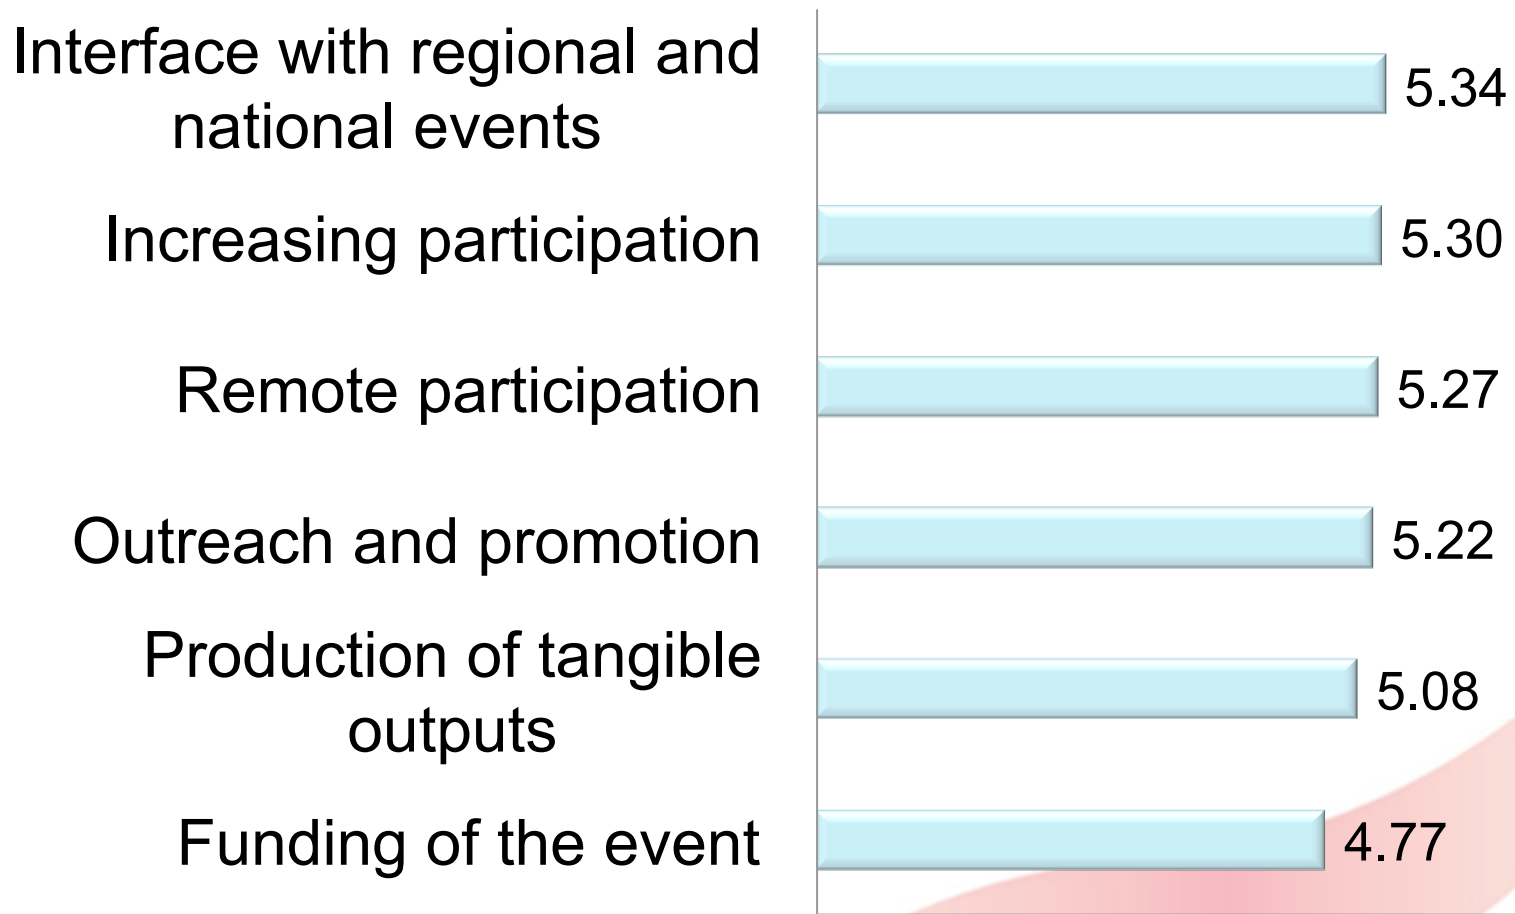 Interface with regional and
national events
5.34
Increasing participation
5.30
Remote participation
5.27
Outreach and promotion
5.22
Production of tangible
outputs
5.08
Funding of the event
4.77